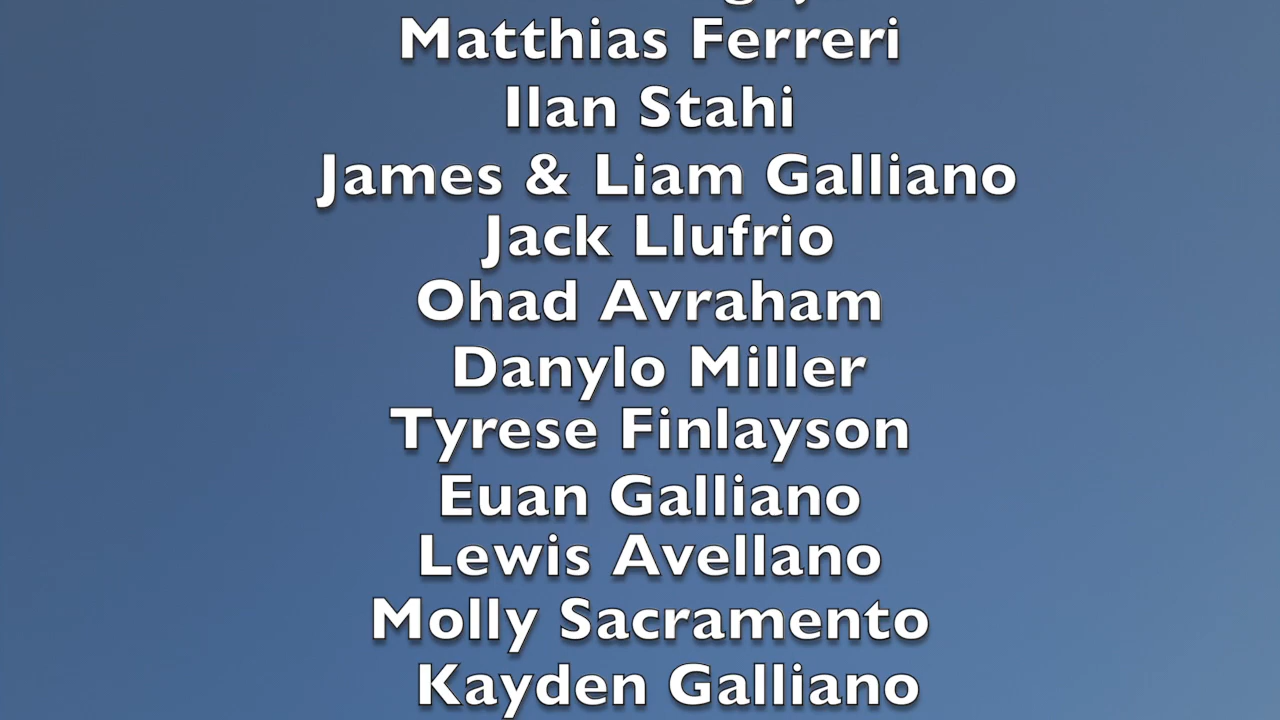 Matthias Ferreri
Ilan Stahi
James & Liam Galliano
Jack Llufrio
Ohad Avraham
Danylo Miller
Tyrese Finlayson
Euan Galliano
Lewis Avellano
Molly Sacramento
Kayden Galliano